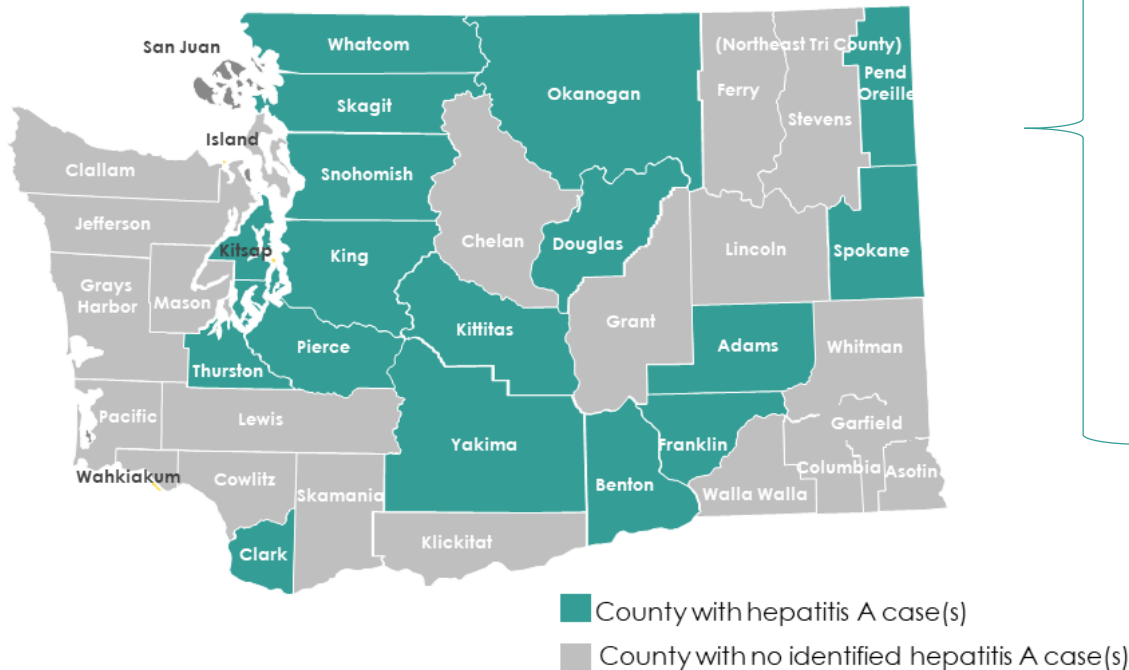 San Juan
Whatcom
(Northeast Tri County)
Okanogan
Pend
Oreille
Ferry
Skagit
Stevens
Island
Clallam
Snohomish
Jefferson
Chelan
Douglas
Lincoln
Kitsap
King
Spokane
Grays
Harbor
Mason
Grant
Kittitas
Pierce
Adams
Whitman
Thurston
Pacific
Lewis
Garfield
Yakima
Franklin
Columbia
Asotin
Wahkiakum
Cowlitz
Skamania
Benton
Walla Walla
Klickitat
Clark
County with hepatitis A case(s)
County with no identified hepatitis A case(s)